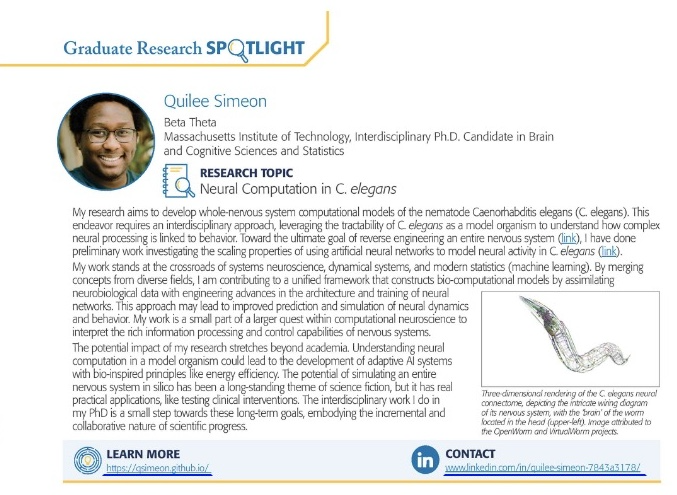 Graduate Research SPOTLIGHT
Quilee Simeon
Beta Theta
Massachusetts Institute of Technology, Interdisciplinary Ph.D. Candidate in Brain
and Cognitive Sciences and Statistics
RESEARCH TOPIC
Neural Computation in C. elegans
My research aims to develop whole-nervous system computational models of the nematode Caenorhabditis elegans (C. elegans). This
endeavor requires an interdisciplinary approach, leveraging the tractability of C. elegans as a model organism to understand how complex
neural processing is linked to behavior. Toward the ultimate goal of reverse engineering an entire nervous system (link), I have done
preliminary work investigating the scaling properties of using artificial neural networks to model neural activity in C. elegans (link).
My work stands at the crossroads of systems neuroscience, dynamical systems, and modern statistics (machine learning). By merging
concepts from diverse fields, I am contributing to a unified framework that constructs bio-computational models by assimilating
neurobiological data with engineering advances in the architecture and training of neural
networks. This approach may lead to improved prediction and simulation of neural dynamics
and behavior. My work is a small part of a larger quest within computational neuroscience to
interpret the rich information processing and control capabilities of nervous systems.
The potential impact of my research stretches beyond academia. Understanding neural
computation in a model organism could lead to the development of adaptive AI systems
with bio-inspired principles like energy efficiency. The potential of simulating an entire
nervous system in silico has been a long-standing theme of science fiction, but it has real
practical applications, like testing clinical interventions. The interdisciplinary work I do in
my PhD is a small step towards these long-term goals, embodying the incremental and
collaborative nature of scientific progress.
Three-dimensional rendering of the C. elegans neural
connectome, depicting the intricate wiring diagram
of its nervous system, with the 'brain' of the worm
located in the head (upper-left). Image attributed to
the OpenWorm and VirtualWorm projects.
LEARN MORE
https://qsimeon.github.io/
in
CONTACT
www.linkedin.com/in/quilee-simeon-7843a3178/